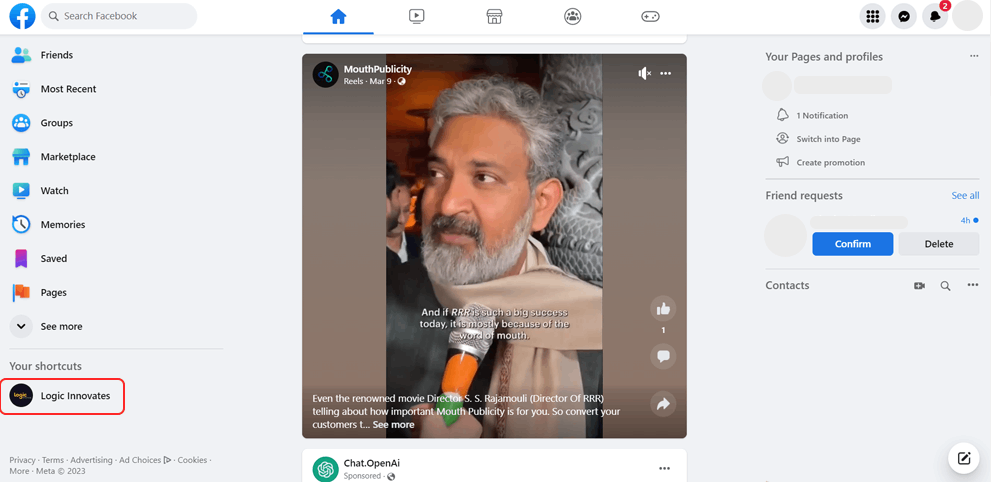 Search Facebook
2
Friends
Most Recent
Groups
Marketplace
Watch
Memories
Saved
Pages
See more
Your shortcuts
Logic
Logic Innovates
Privacy · Terms · Advertising · Ad Choices · Cookies ·
More · Meta © 2023
MouthPublicity
Reels · Mar 9 ·
And if RRR is such a big success
today, it is mostly because of the
word of mouth.
1
Even the renowned movie Director S. S. Rajamouli (Director Of RRR)
telling about how important Mouth Publicity is for you. So convert your
customers t... See more
Chat.OpenAi
Sponsored ·
Your Pages and profiles
1 Notification
Switch into Page
Create promotion
Friend requests
See all
4h
Confirm
Delete
Contacts